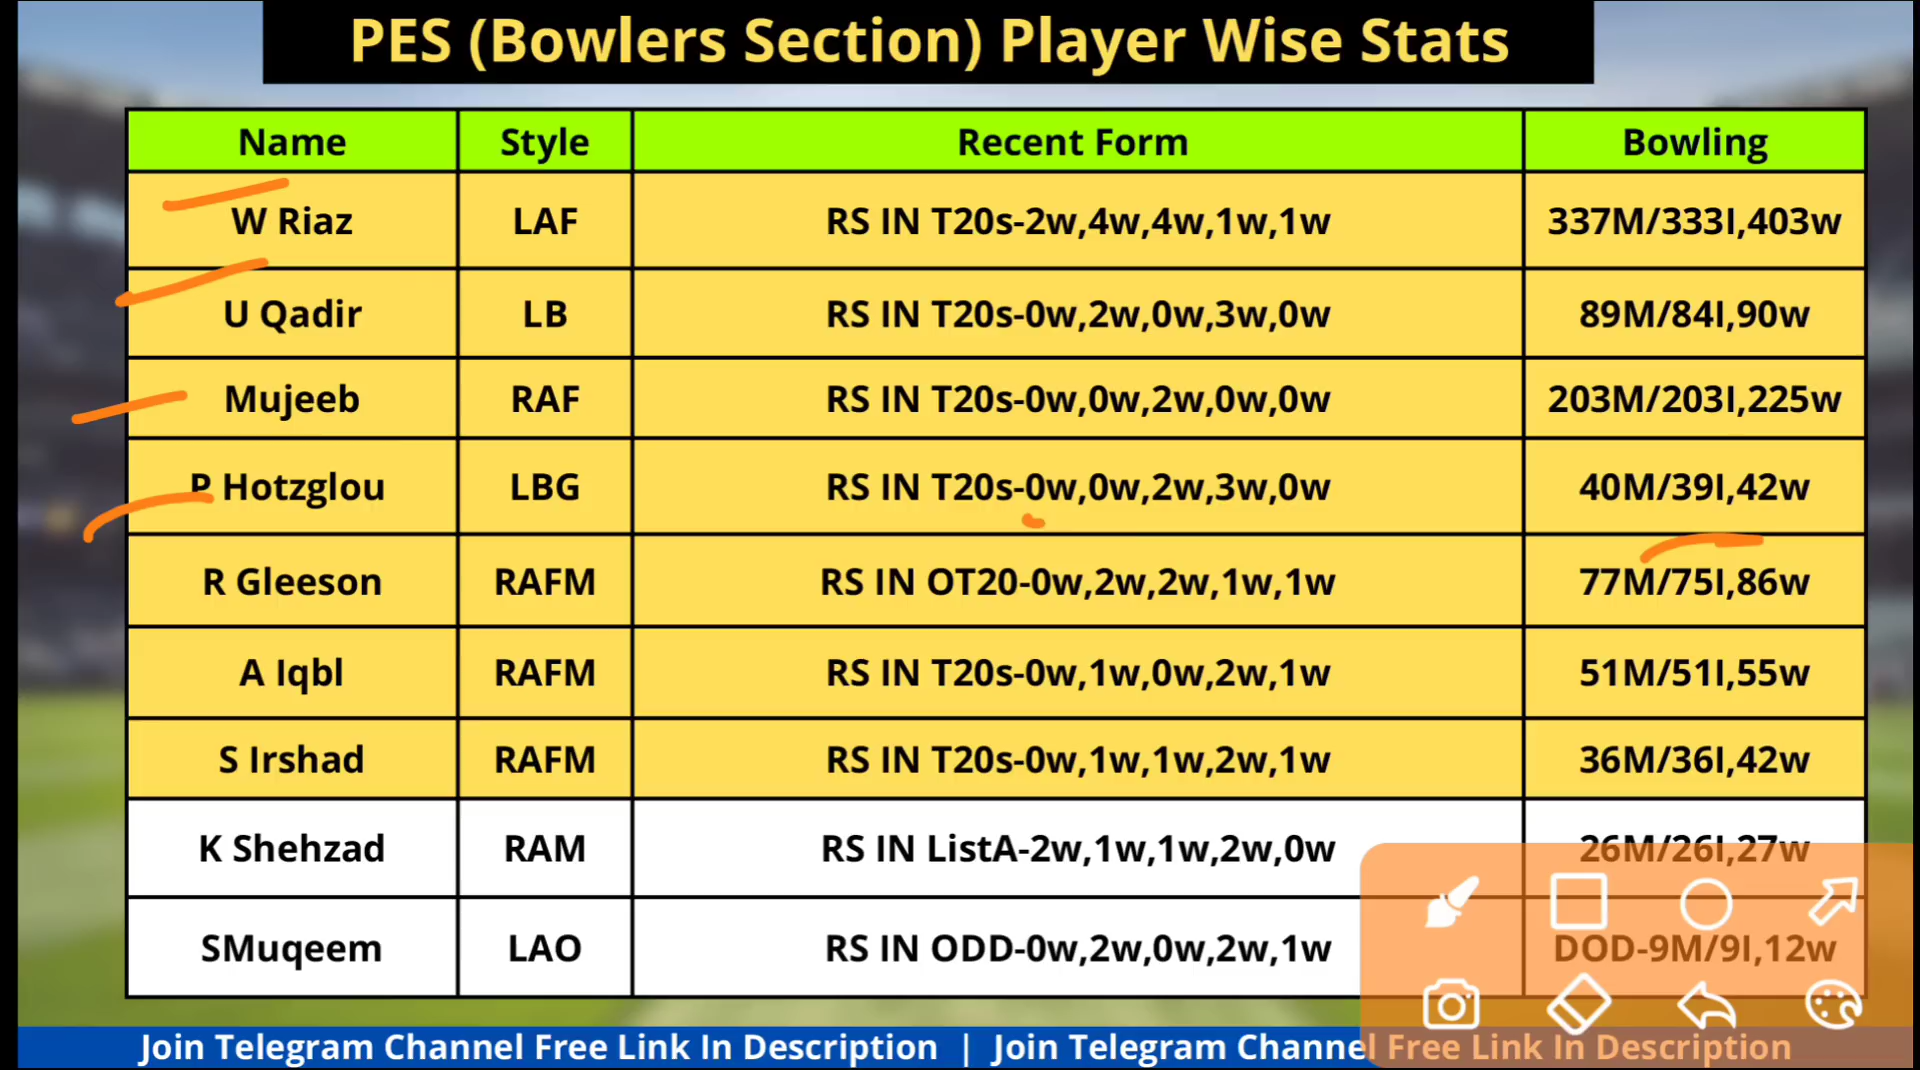 PES (Bowlers Section) Player Wise Stats
Name Style Recent Form Bowling
W Riaz LAF RS IN T20s-2w,4w,4w,1w,1w 337M/333I,403w
U Qadir LB RS IN T20s-0w,2w,0w,3w,0w 89M/84I,90w
Mujeeb RAF RS IN T20s-0w,0w,2w,0w,0w 203M/203I,225w
P Hotzglou LBG RS IN T20s-0w,0w,2w,3w,0w 40M/39I,42w
R Gleeson RAFM RS IN OT20-0w,2w,2w,1w,1w 77M/75I,86w
A Iqbl RAFM RS IN T20s-0w,1w,0w,2w,1w 51M/51I,55w
S Irshad RAFM RS IN T20s-0w,1w,1w,2w,1w 36M/36I,42w
K Shehzad RAM RS IN ListA-2w,1w,1w,2w,0w 26M/26I,27w
SMuqeem LAO RS IN ODD-0w,2w,0w,2w,1w DOD-9M/9I,12w
Join Telegram Channel Free Link In Description | Join Telegram Channel Free Link In Description